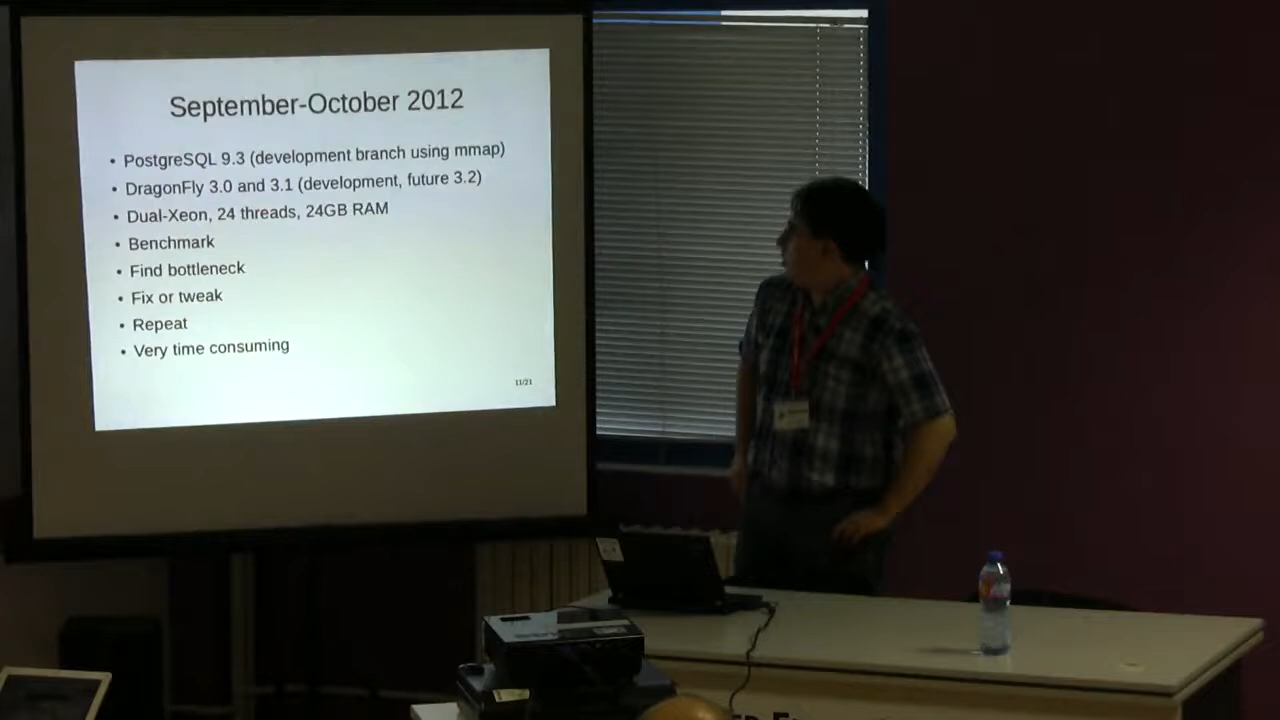 September-October 2012
• PostgreSQL 9.3 (development branch using mmap)
• DragonFly 3.0 and 3.1 (development, future 3.2)
• Dual-Xeon, 24 threads, 24GB RAM
• Benchmark
• Find bottleneck
• Fix or tweak
• Repeat
• Very time consuming
11/21